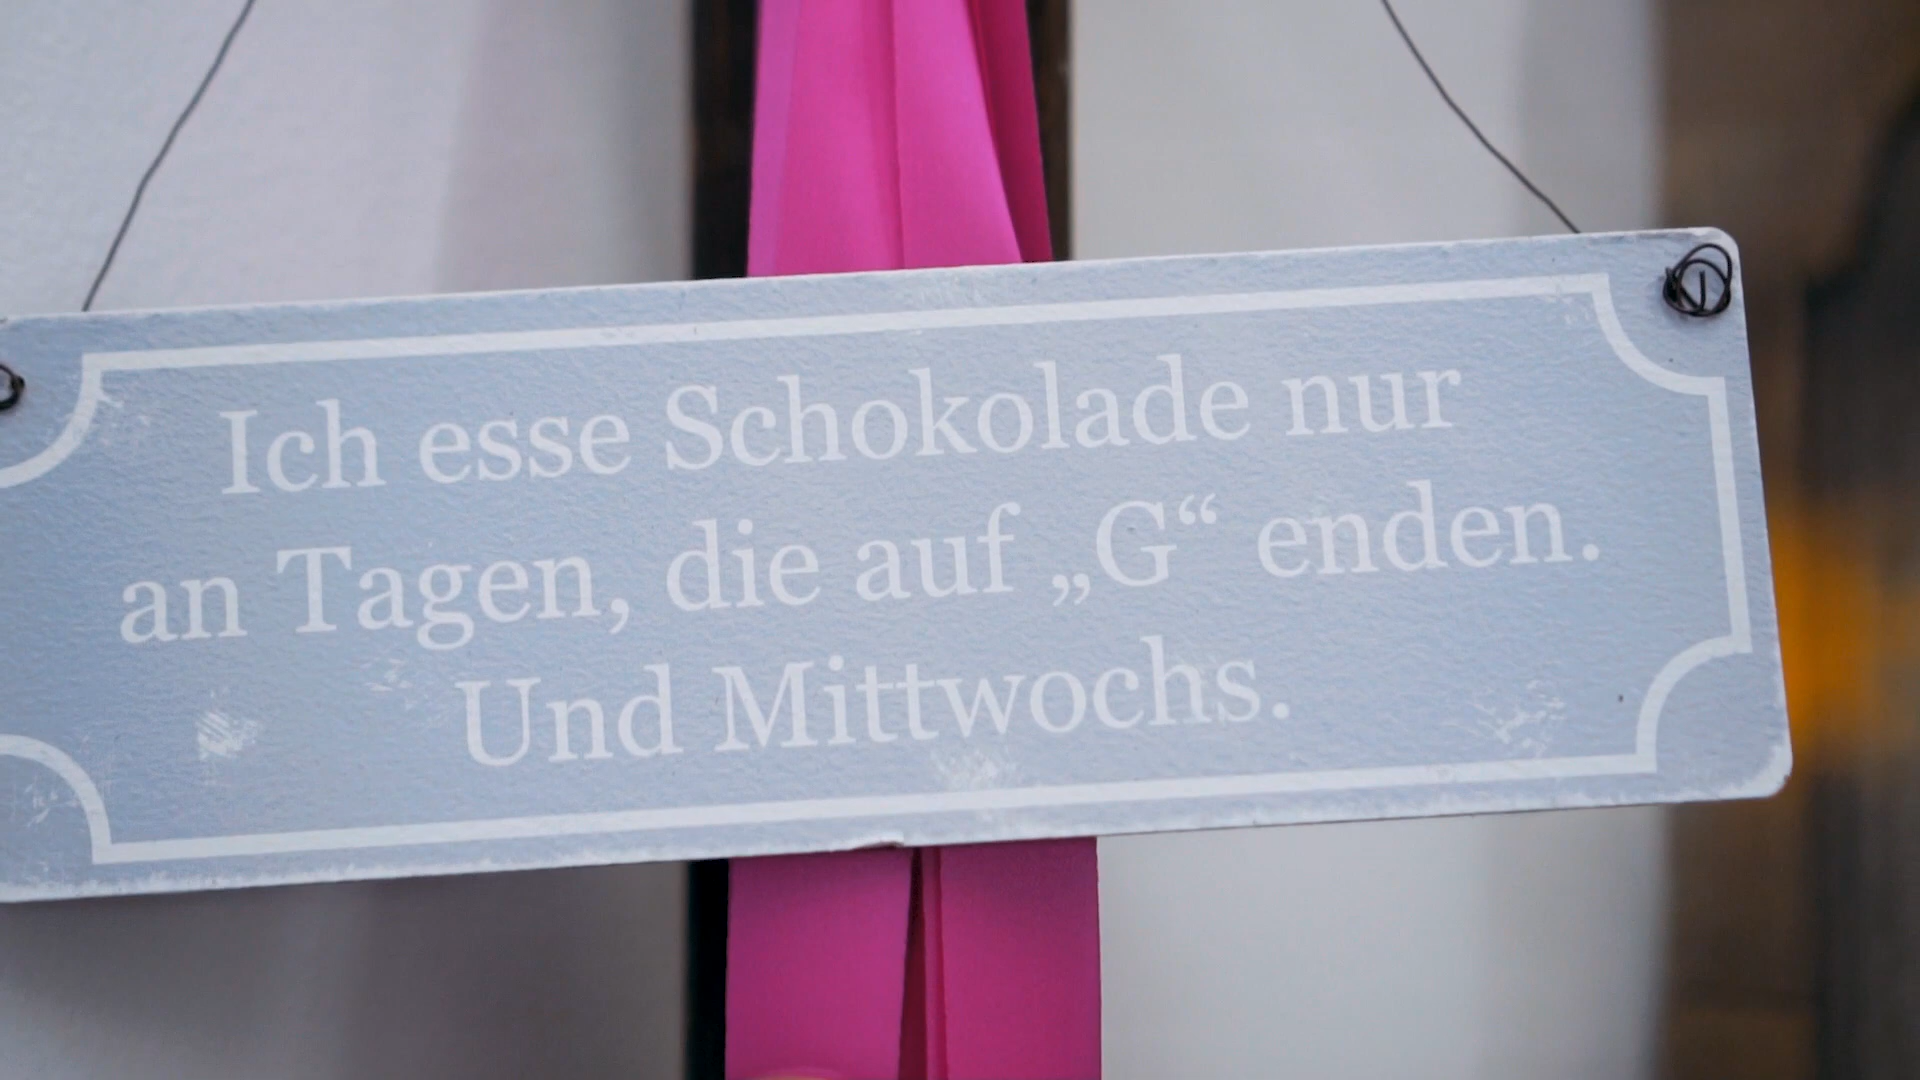 Ich esse Schokolade nur
an Tagen, die auf „G“ enden.
Und Mittwochs.